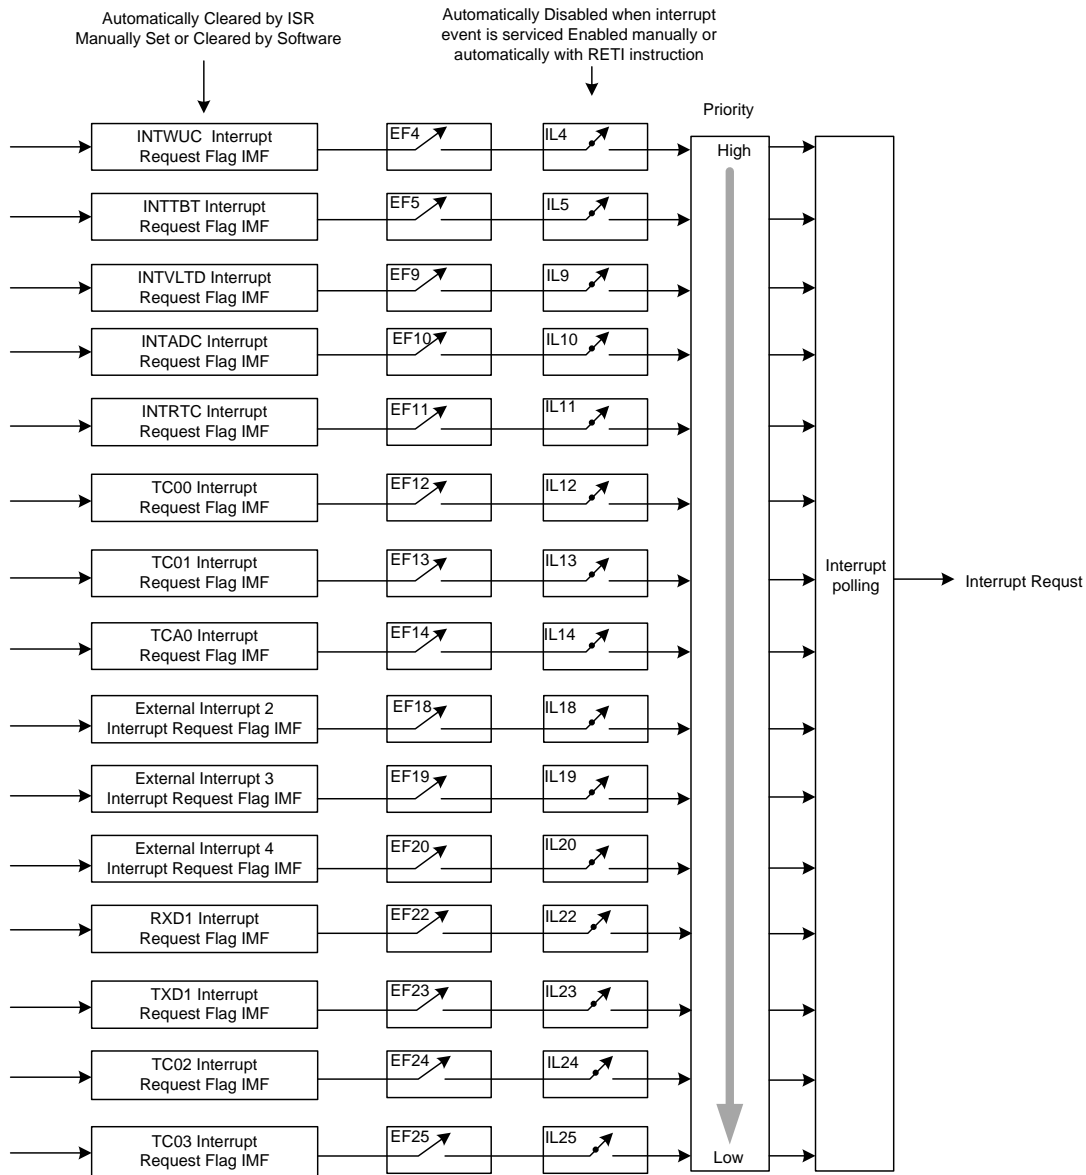 Automatically Cleared by ISR
Manually Set or Cleared by Software
Automatically Disabled when interrupt
event is serviced Enabled manually or
automatically with RETI instruction
Priority
High
INTWUC Interrupt
Request Flag IMF
EF4
IL4
INTTBT Interrupt
Request Flag IMF
EF5
IL5
INTVLTD Interrupt
Request Flag IMF
EF9
IL9
INTADC Interrupt
Request Flag IMF
EF10
IL10
INTRTC Interrupt
Request Flag IMF
EF11
IL11
TC00 Interrupt
Request Flag IMF
EF12
IL12
TC01 Interrupt
Request Flag IMF
EF13
IL13
Interrupt
polling
Interrupt Requst
TCA0 Interrupt
Request Flag IMF
EF14
IL14
External Interrupt 2
Interrupt Request Flag IMF
EF18
IL18
External Interrupt 3
Interrupt Request Flag IMF
EF19
IL19
External Interrupt 4
Interrupt Request Flag IMF
EF20
IL20
RXD1 Interrupt
Request Flag IMF
EF22
IL22
TXD1 Interrupt
Request Flag IMF
EF23
IL23
TC02 Interrupt
Request Flag IMF
EF24
IL24
TC03 Interrupt
Request Flag IMF
EF25
IL25
Low